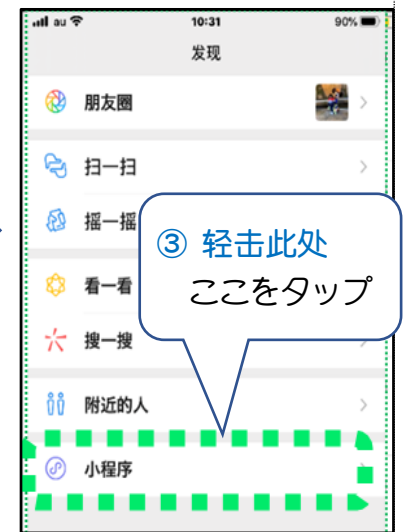 au 10:31 90%
发现
朋友圈
扫一扫
摇一摇
③ 轻击此处
ここをタップ
看一看
搜一搜
附近的人
小程序